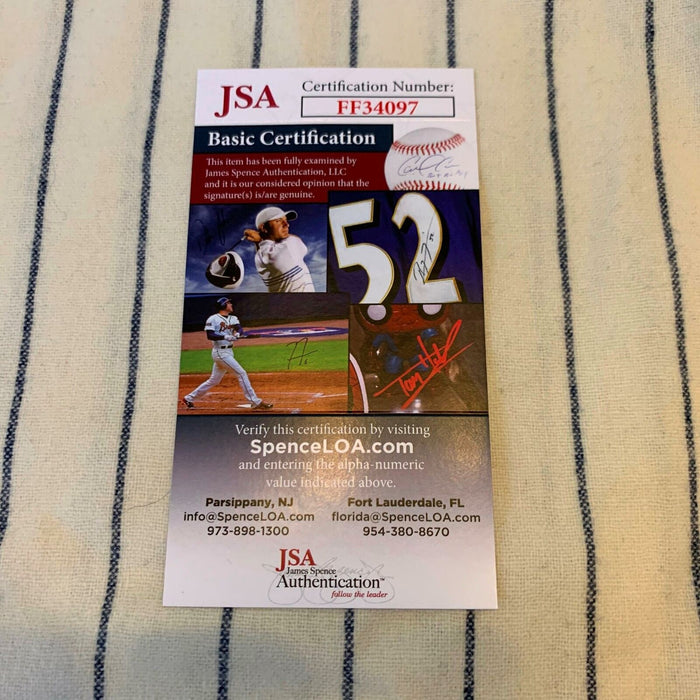 JSA
Certification Number:
FF34097
Basic Certification
This item has been fully examined by
James Spence Authentication, LLC
and it is our considered opinion that the
signature(s) is/are genuine.
52
Verify this certification by visiting
SpenceLOA.com
and entering the alpha-numeric
value indicated above.
Parsippany, NJ
info@SpenceLOA.com
973-898-1300
Fort Lauderdale, FL
florida@SpenceLOA.com
954-380-8670
JSA
James Spence
Authentication™
follow the leader